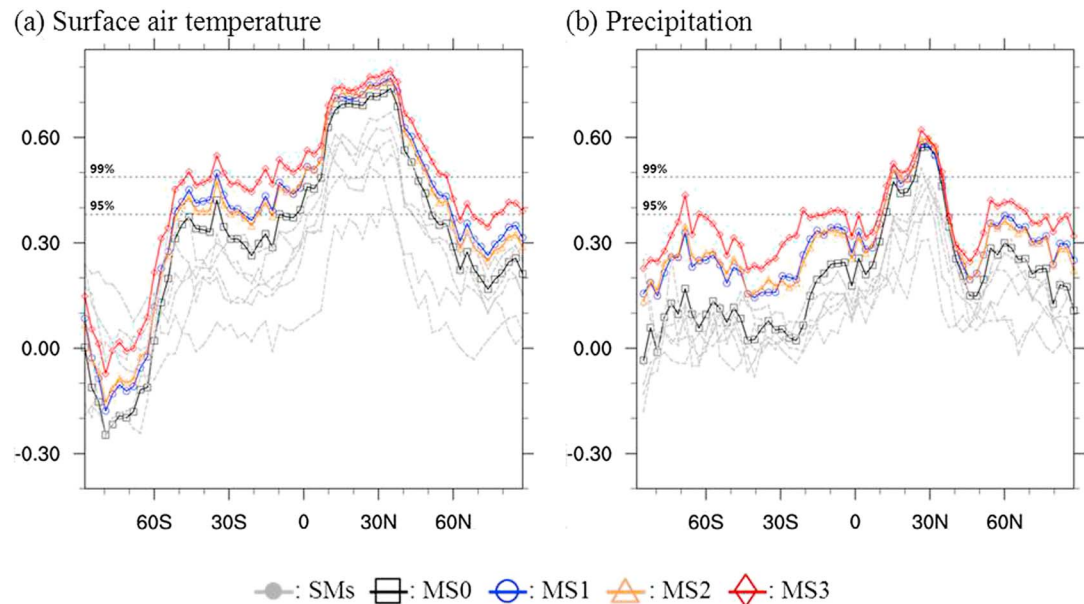 (a) Surface air temperature
(b) Precipitation
0.60
0.30
0.00
-0.30
99%
95%
60S 30S 0 30N 60N
0.60
0.30
0.00
-0.30
99%
95%
60S 30S 0 30N 60N
: SMs : MS0 : MS1 : MS2 : MS3